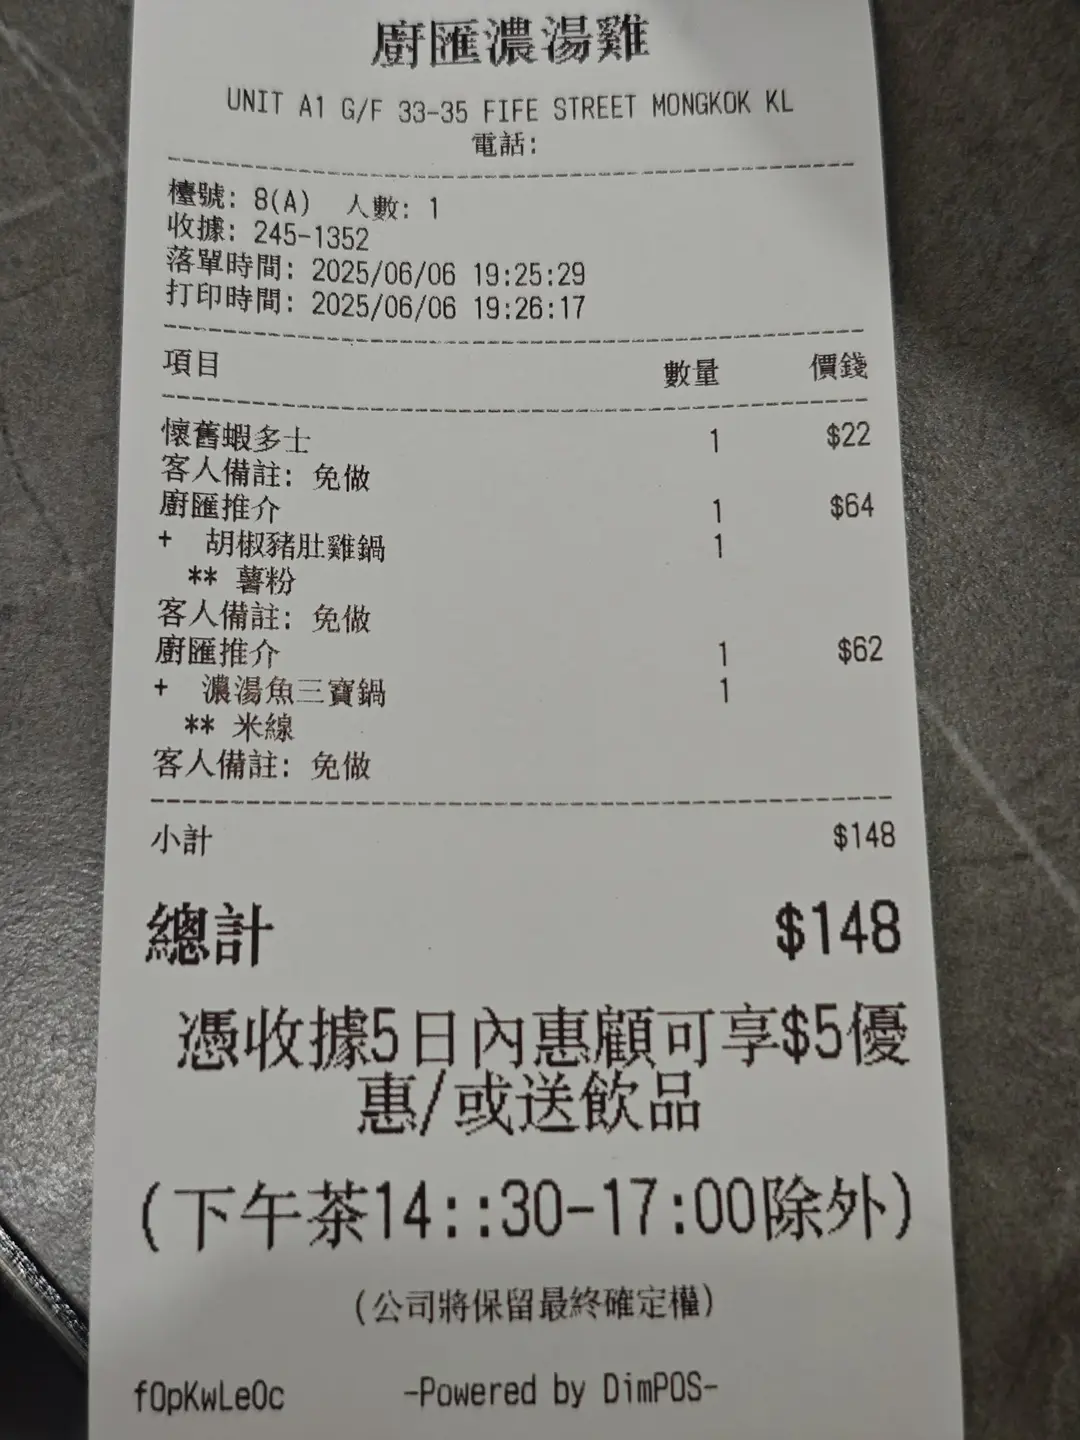 廚匯濃湯雞
UNIT A1 G/F 33-35 FIFE STREET MONGKOK KL
電話:
檯號: 8(A) 人數: 1
收據: 245-1352
落單時間: 2025/06/06 19:25:29
打印時間: 2025/06/06 19:26:17
項目 數量 價錢
懷舊蝦多士 1 $22
客人備註: 免做
廚匯推介 1 $64
+ 胡椒豬肚雞鍋 1
** 薯粉
客人備註: 免做
廚匯推介 1 $62
+ 濃湯魚三寶鍋 1
** 米線
客人備註: 免做
小計 $148
總計 $148
憑收據5日內惠顧可享$5優
惠/或送飲品
(下午茶14::30-17:00除外)
(公司將保留最終確定權)
fOpKwLeOc -Powered by DimPOS-